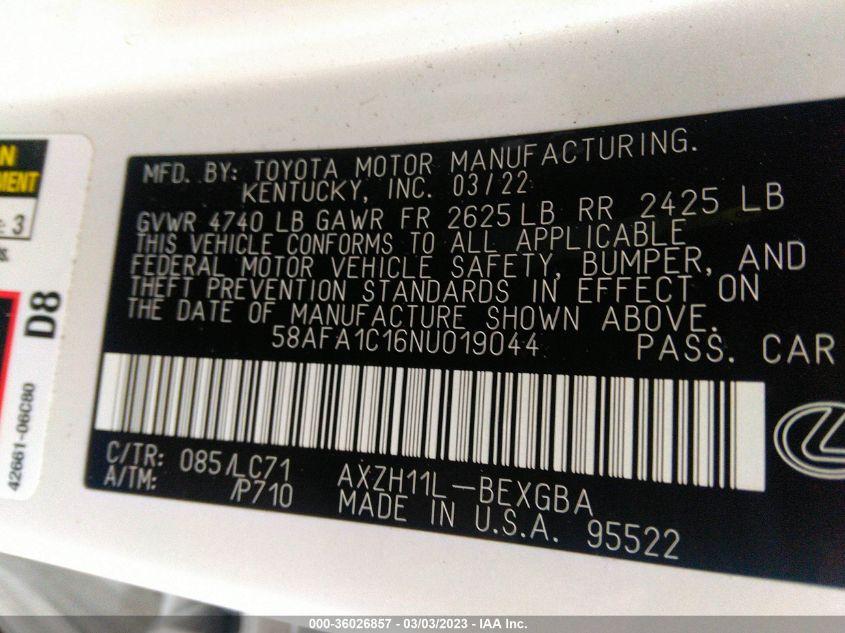 MFD. BY: TOYOTA MOTOR MANUFACTURING.
KENTUCKY, INC. 03/22
GVWR 4740 LB GAWR FR 2625 LB RR 2425 LB
THIS VEHICLE CONFORMS TO ALL APPLICABLE
FEDERAL MOTOR VEHICLE SAFETY, BUMPER, AND
THEFT PREVENTION STANDARDS IN EFFECT ON
THE DATE OF MANUFACTURE SHOWN ABOVE.
58AFA1C16NU019044 PASS. CAR
C/TR: 085/LC71 AXZH11L-BEXGBA
A/TM: /P710 MADE IN U.S.A. 95522
3
D8
42661-06C80
000-36026857 - 03/03/2023 - IAA Inc.